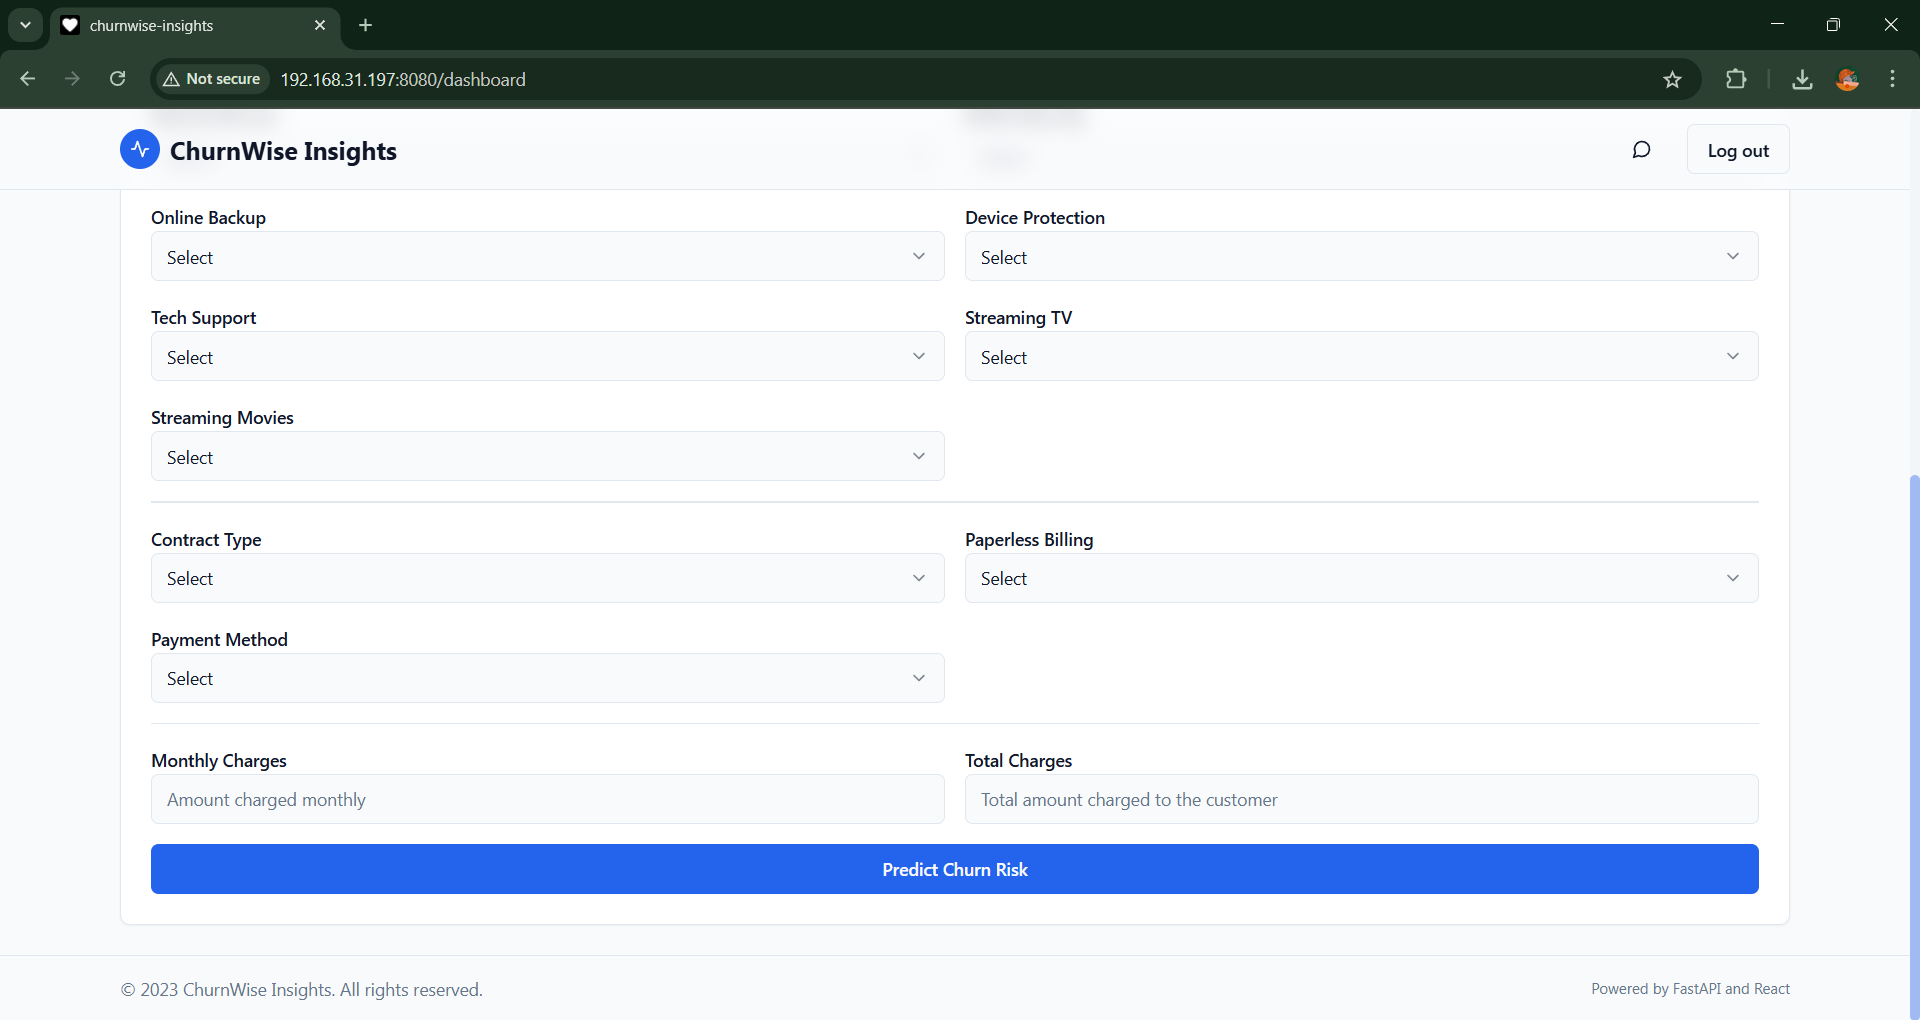 churnwise-insights
Not secure 192.168.31.197:8080/dashboard
ChurnWise Insights
Log out
Online Backup Device Protection
Select Select
Tech Support Streaming TV
Select Select
Streaming Movies
Select
Contract Type Paperless Billing
Select Select
Payment Method
Select
Monthly Charges Total Charges
Amount charged monthly Total amount charged to the customer
Predict Churn Risk
© 2023 ChurnWise Insights. All rights reserved. Powered by FastAPI and React